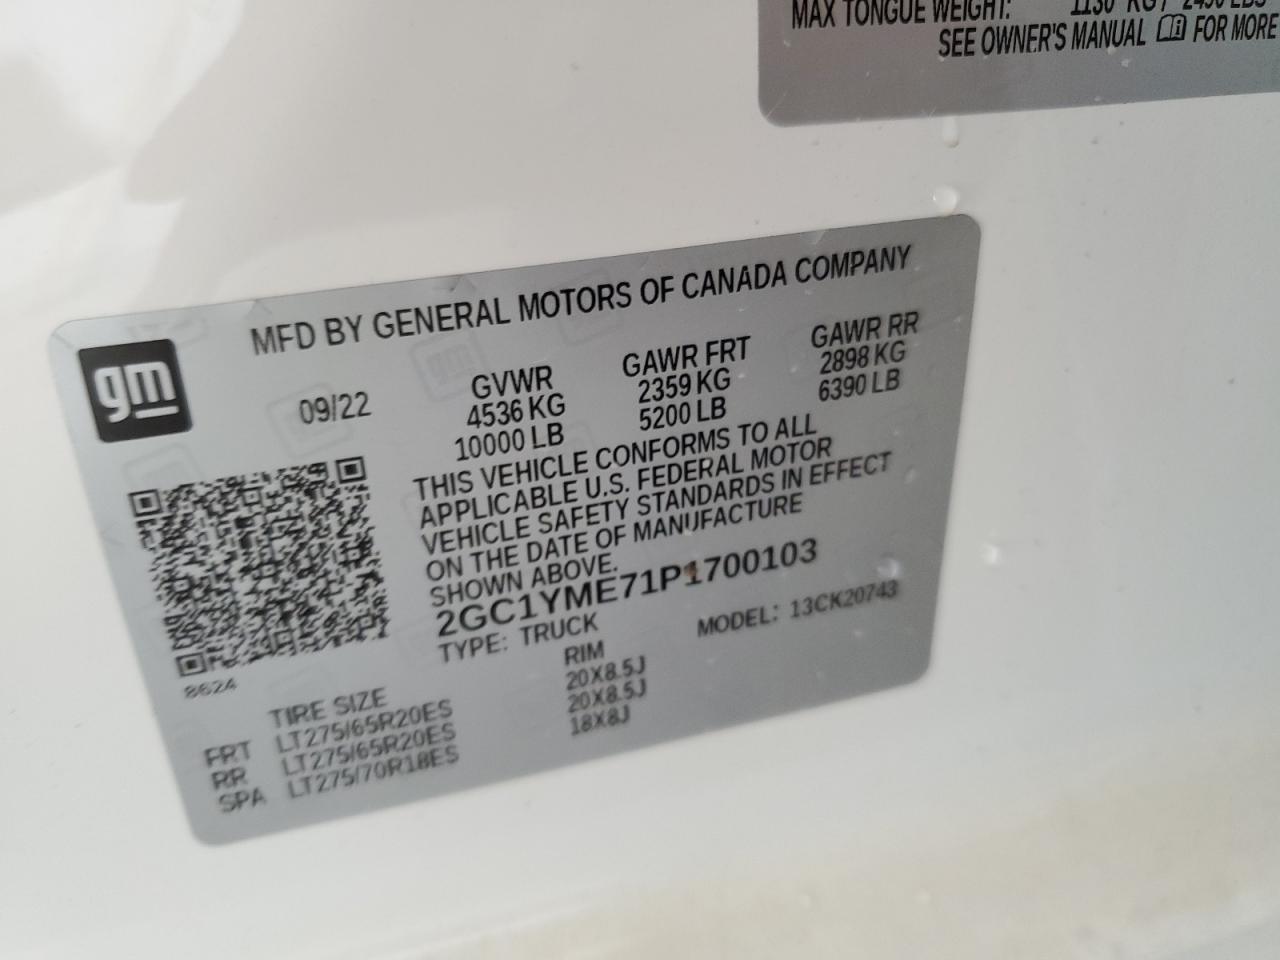 MAX TONGUE WEIGHT:
SEE OWNER'S MANUAL FOR MORE
MFD BY GENERAL MOTORS OF CANADA COMPANY
gm
09/22 GVWR GAWR FRT GAWR RR
4536 KG 2359 KG 2898 KG
10000 LB 5200 LB 6390 LB
THIS VEHICLE CONFORMS TO ALL
APPLICABLE U.S. FEDERAL MOTOR
VEHICLE SAFETY STANDARDS IN EFFECT
ON THE DATE OF MANUFACTURE
SHOWN ABOVE.
2GC1YME71P1700103
TYPE: TRUCK MODEL: 13CK20743
8624
TIRE SIZE RIM
FRT LT275/65R20ES 20X8.5J
RR LT275/65R20ES 20X8.5J
SPA LT275/70R18ES 18X8J